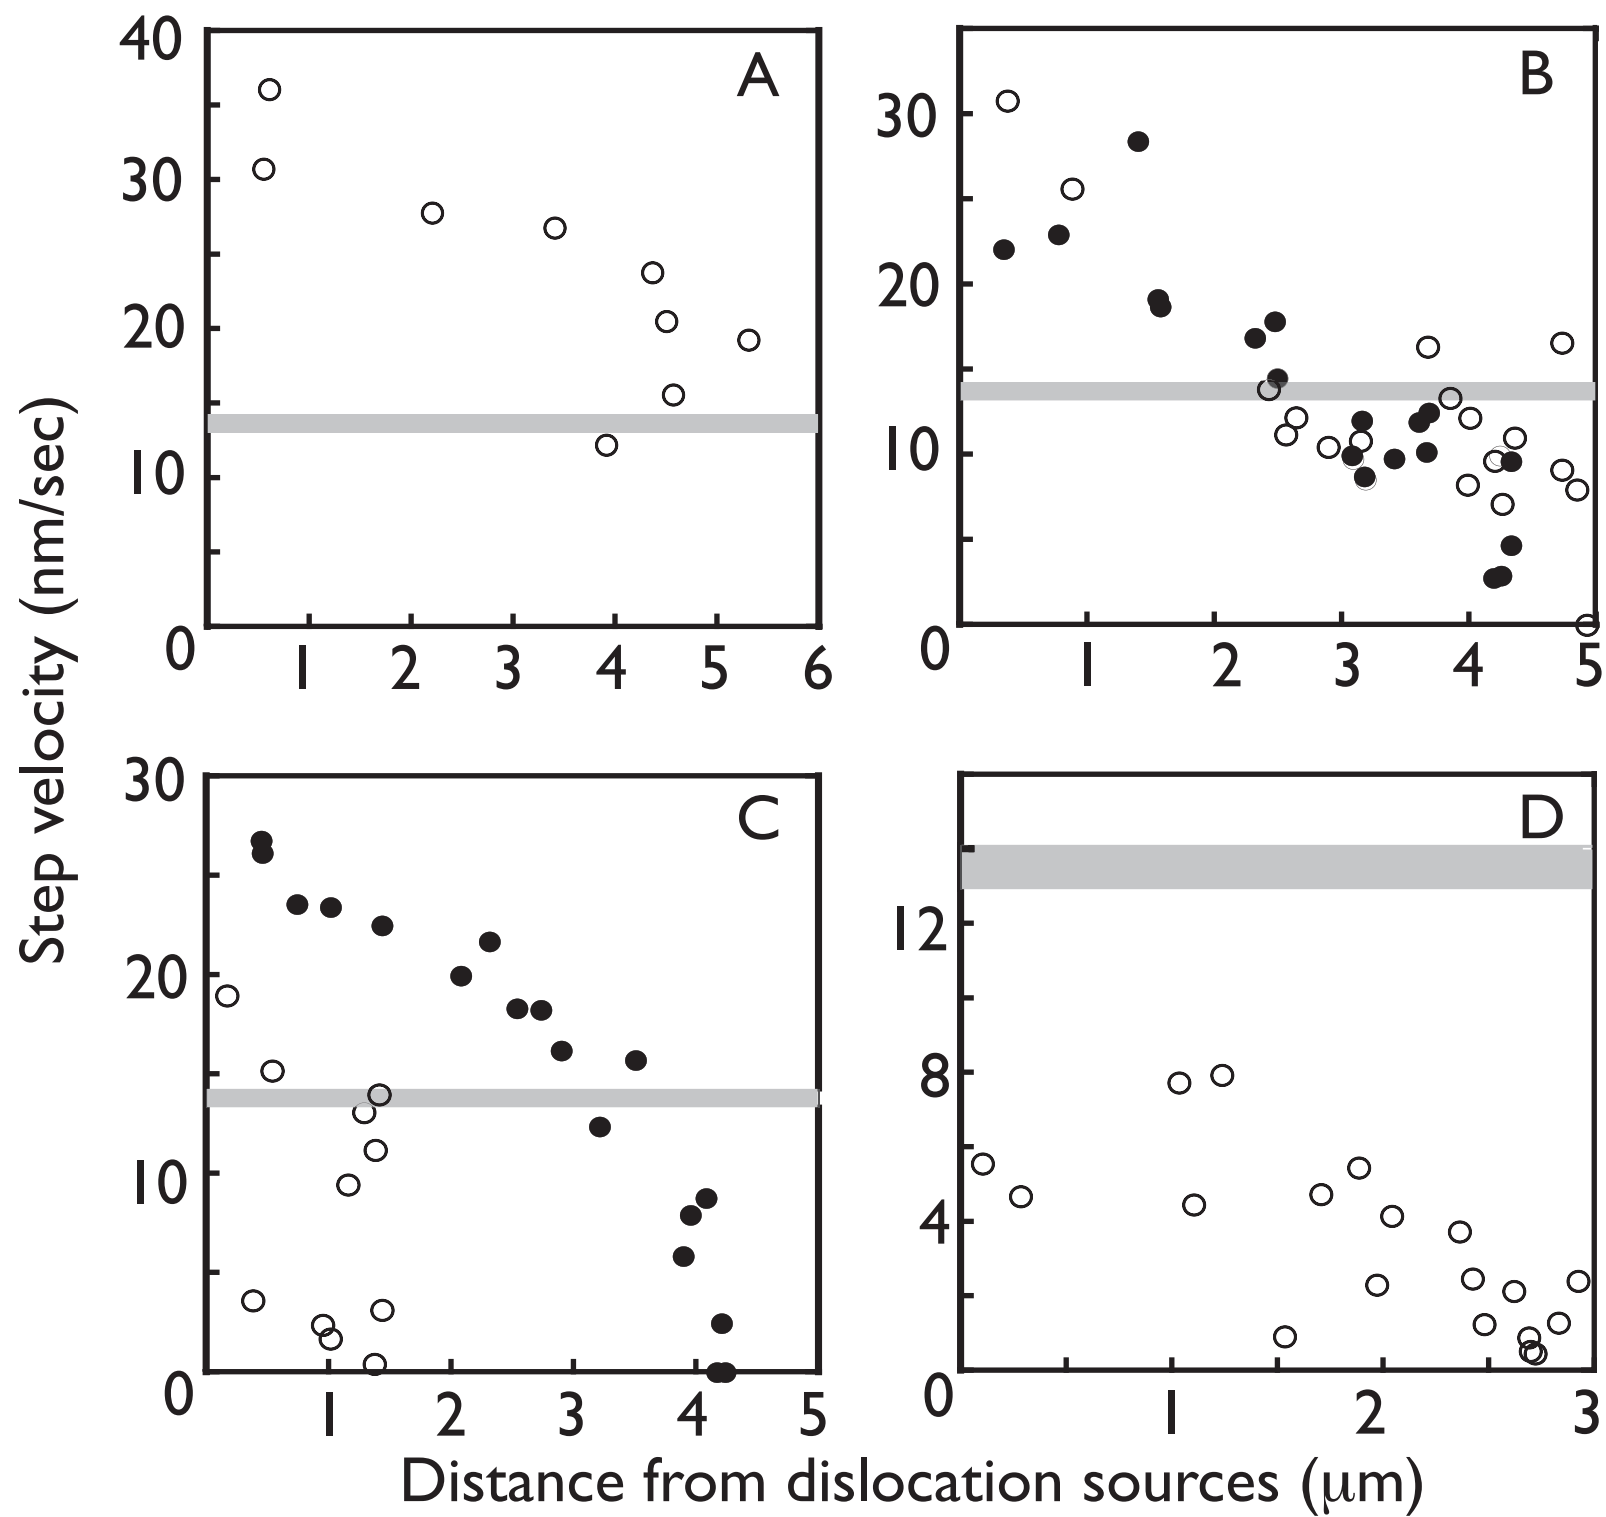 Step velocity (nm/sec)
40
30
20
10
0
1 2 3 4 5 6
A
30
20
10
0
1 2 3 4 5
B
30
20
10
0
1 2 3 4 5
C
12
8
4
0
1 2 3
D
Distance from dislocation sources (μm)